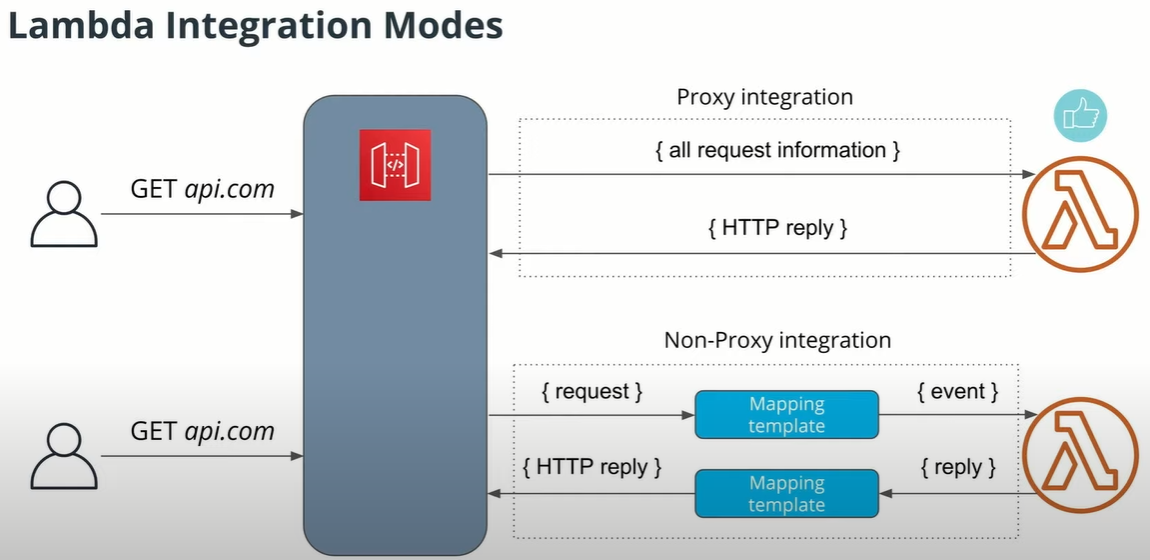 Lambda Integration Modes
Proxy integration
{ all request information }
GET api.com
{ HTTP reply }
</>
Non-Proxy integration
{ request }
Mapping
template
{ event }
GET api.com
{ HTTP reply }
Mapping
template
{ reply }